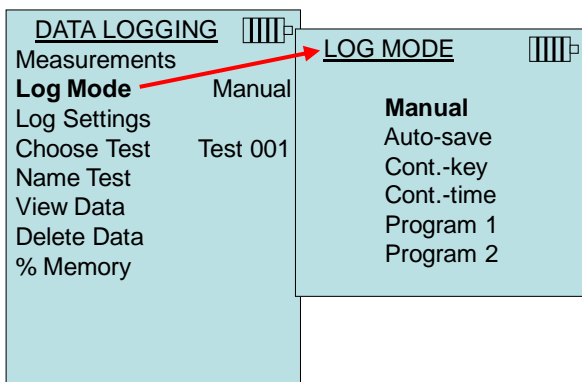 DATA LOGGING
Measurements
Log Mode Manual
Log Settings
Choose Test Test 001
Name Test
View Data
Delete Data
% Memory
LOG MODE
Manual
Auto-save
Cont.-key
Cont.-time
Program 1
Program 2